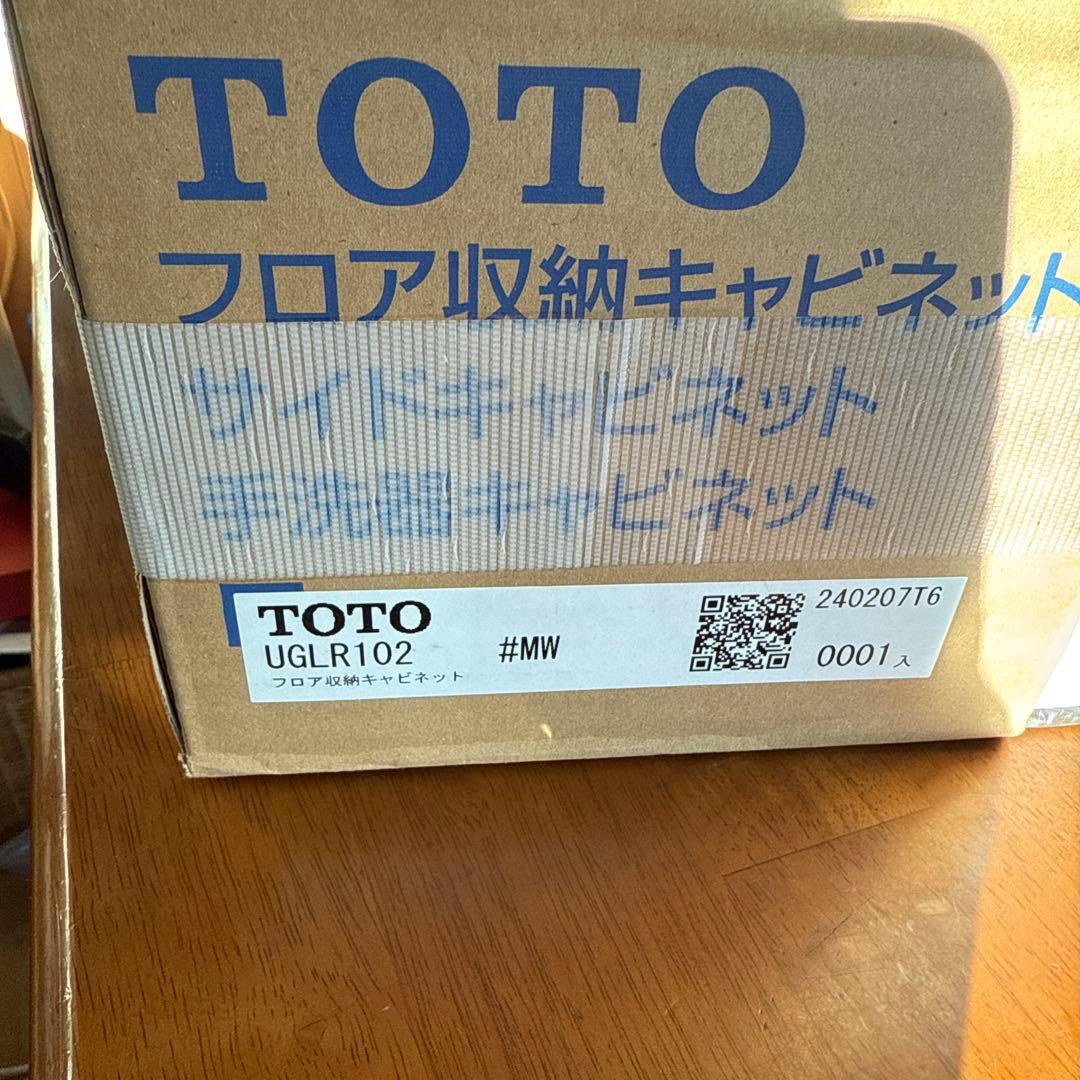 TOTO
フロア収納キャビネット
サイドキャビネット
手洗器キャビネット
TOTO
240207T6
UGLR102 #MW
0001入
フロア収納キャビネット